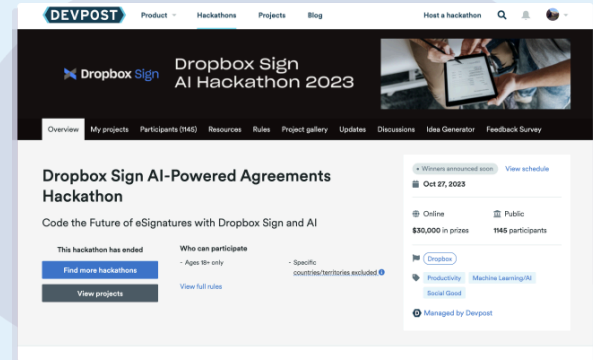 DEVPOST Product Hackathons Projects Blog Host a hackathon
Dropbox Sign
Dropbox Sign
AI Hackathon 2023
Overview My projects Participants (1145) Resources Rules Project gallery Updates Discussions Idea Generator Feedback Survey
Dropbox Sign AI-Powered Agreements
Hackathon
Code the Future of eSignatures with Dropbox Sign and AI
This hackathon has ended
Find more hackathons
View projects
Who can participate
- Ages 18+ only
- Specific
countries/territories excluded
View full rules
• Winners announced soon View schedule
Oct 27, 2023
Online Public
$30,000 in prizes 1145 participants
Dropbox
Productivity Machine Learning/AI
Social Good
Managed by Devpost